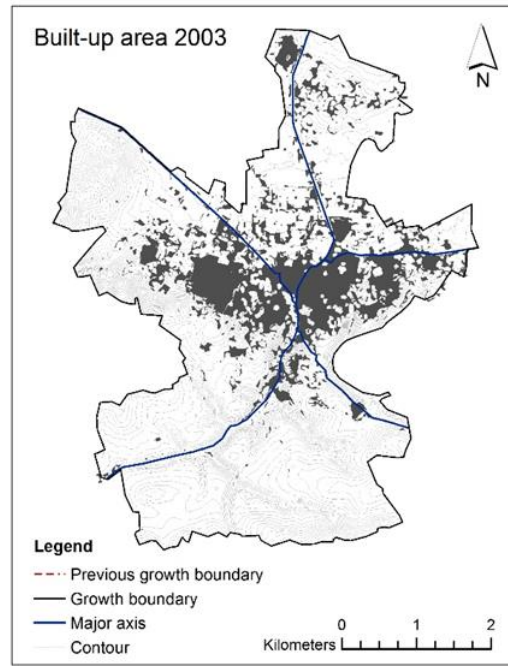 Built-up area 2003
N
Legend
Previous growth boundary
Growth boundary
Major axis
Contour
Kilometers
0 1 2